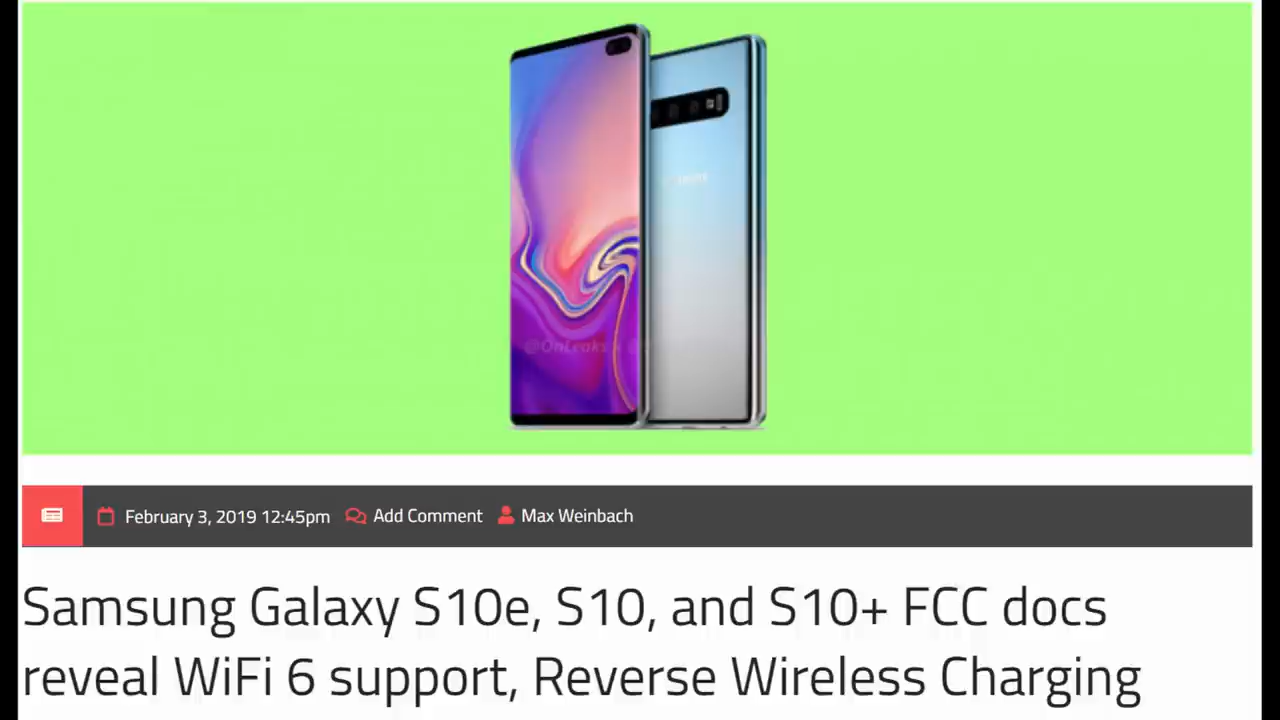 @OnLeaks
February 3, 2019 12:45pm Add Comment Max Weinbach
Samsung Galaxy S10e, S10, and S10+ FCC docs
reveal WiFi 6 support, Reverse Wireless Charging